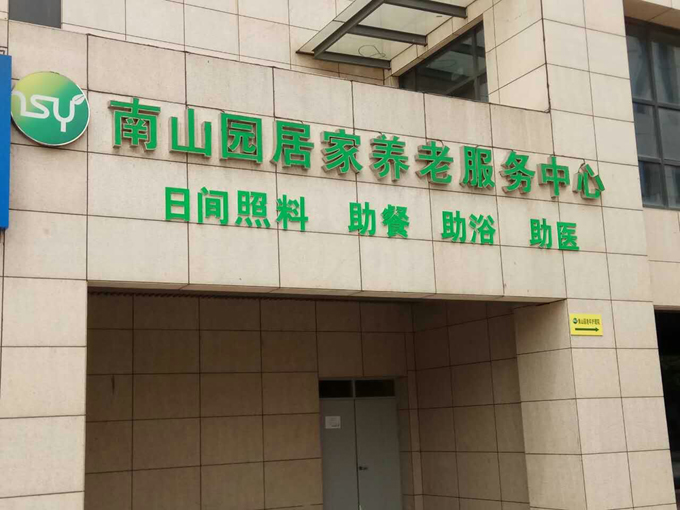 nsy
南山园居家养老服务中心
日间照料 助餐 助浴 助医